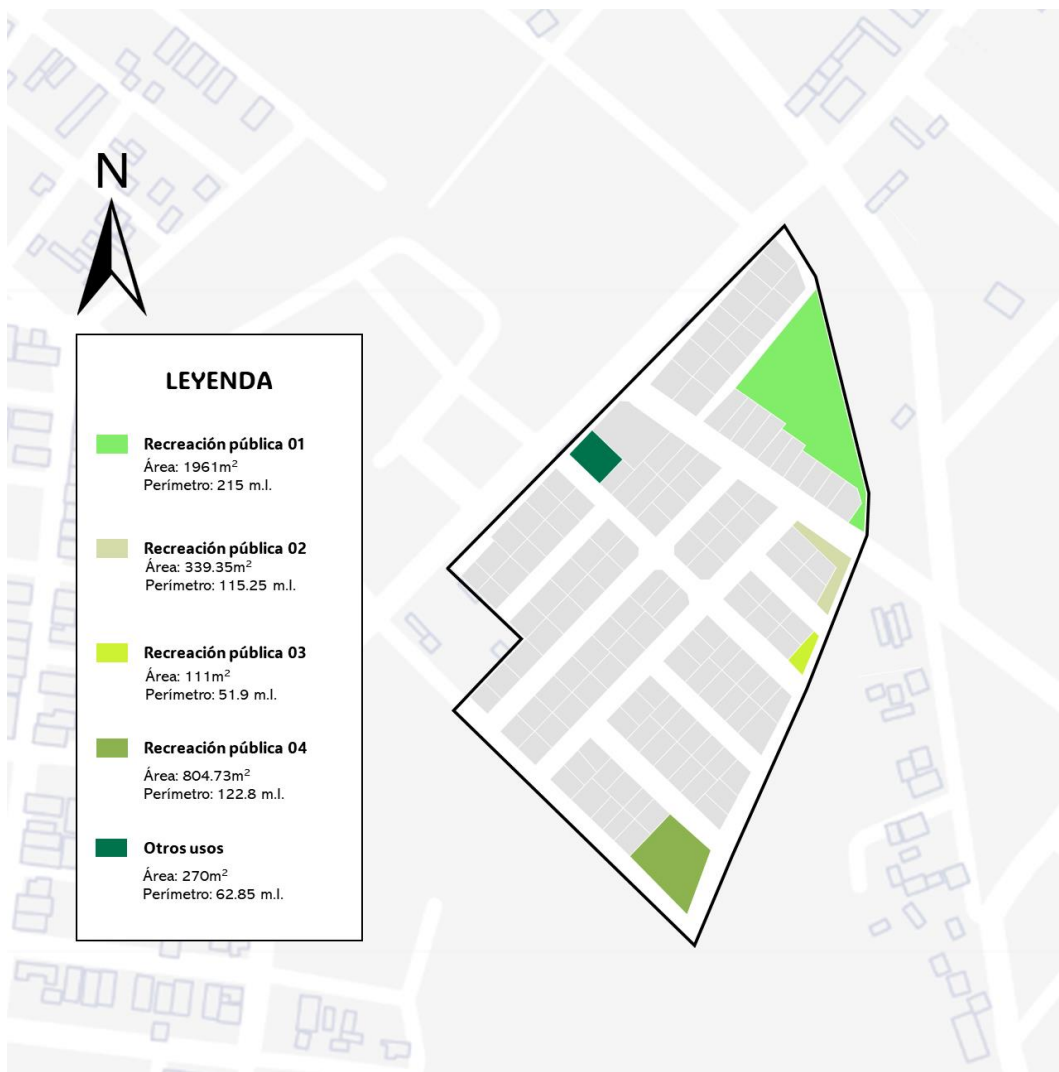 N
LEYENDA
Recreación pública 01
Área: 1961m²
Perímetro: 215 m.l.
Recreación pública 02
Área: 339.35m²
Perímetro: 115.25 m.l.
Recreación pública 03
Área: 111m²
Perímetro: 51.9 m.l.
Recreación pública 04
Área: 804.73m²
Perímetro: 122.8 m.l.
Otros usos
Área: 270m²
Perímetro: 62.85 m.l.